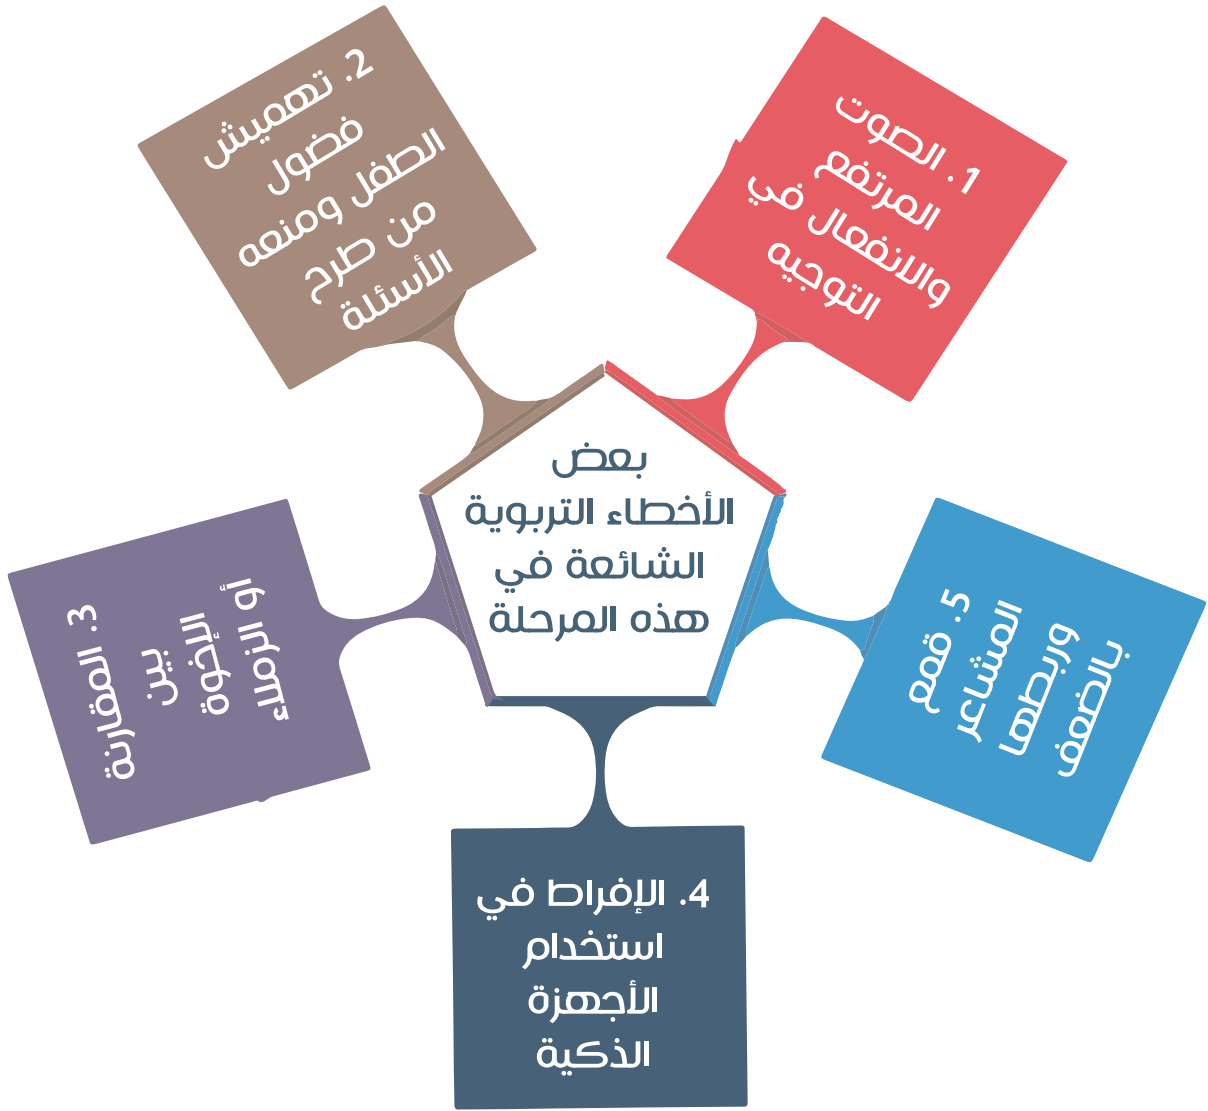 بعض
الأخطاء التربوية
الشائعة في
هذه المرحلة
1. الصوت
المرتفع
والانفعال في
التوجيه
2. تهميش
فضول
الطفل ومنعه
من طرح
الأسئلة
3. المقارنة
بين
الإخوة
أو الزملاء
4. الإفراط في
استخدام
الأجهزة
الذكية
5. قمع
المشاعر
وربطها
بالضعف